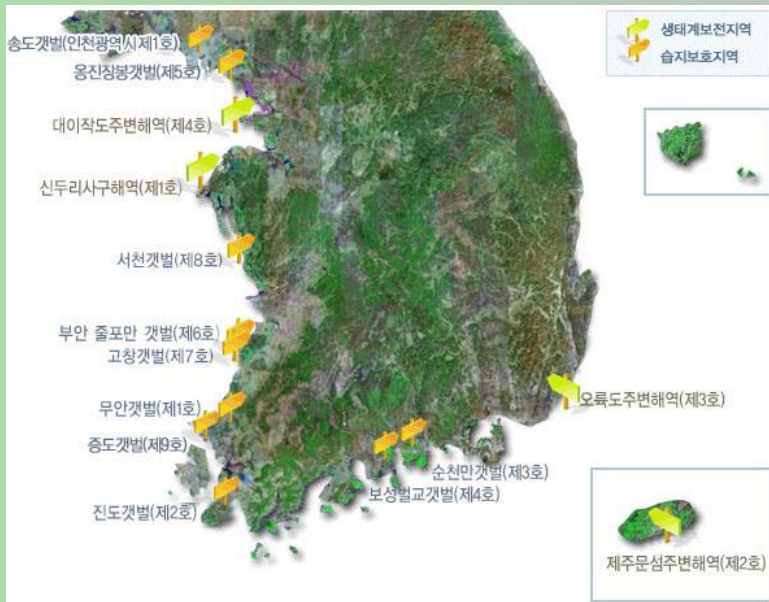 송도갯벌(인천광역시제1호)
옹진장봉갯벌(제5호)
대이작도주변해역(제4호)
신두리사구해역(제1호)
서천갯벌(제8호)
부안 줄포만 갯벌(제6호)
고창갯벌(제7호)
무안갯벌(제1호)
증도갯벌(제9호)
진도갯벌(제2호)
순천만갯벌(제3호)
보성벌교갯벌(제4호)
오륙도주변해역(제3호)
제주문섬주변해역(제2호)
생태계보전지역
습지보호지역